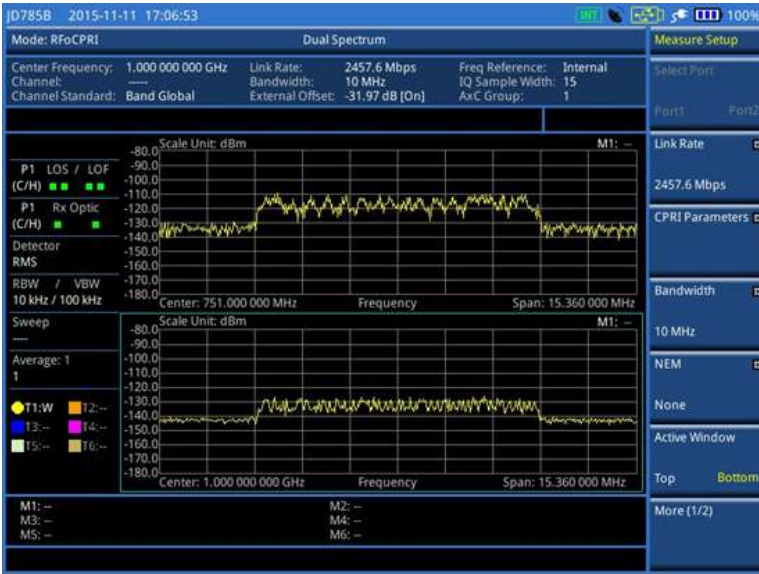 JD785B 2015-11-11 17:06:53 INT 100%
Mode: RFoCPRI Dual Spectrum Measure Setup
Center Frequency: 1.000 000 000 GHz Link Rate: 2457.6 Mbps Freq Reference: Internal
Channel: ---- Bandwidth: 10 MHz IQ Sample Width: 15
Channel Standard: Band Global External Offset: -31.97 dB [On] AxC Group: 1
Select Port
Port1 Port2
Link Rate
2457.6 Mbps
CPRI Parameters
Bandwidth
10 MHz
NEM
None
Active Window
Top Bottom
More (1/2)
P1 LOS / LOF
(C/H)
P1 Rx Optic
(C/H)
Detector
RMS
RBW / VBW
10 kHz / 100 kHz
Sweep
----
Average: 1
1
T1:W T2:--
T3:-- T4:--
T5:-- T6:--
Scale Unit: dBm M1: --
-80.0
-90.0
-100.0
-110.0
-120.0
-130.0
-140.0
-150.0
-160.0
-170.0
-180.0
Center: 751.000 000 MHz Frequency Span: 15.360 000 MHz
Scale Unit: dBm M1: --
-80.0
-90.0
-100.0
-110.0
-120.0
-130.0
-140.0
-150.0
-160.0
-170.0
-180.0
Center: 1.000 000 000 GHz Frequency Span: 15.360 000 MHz
M1: -- M2: --
M3: -- M4: --
M5: -- M6: --